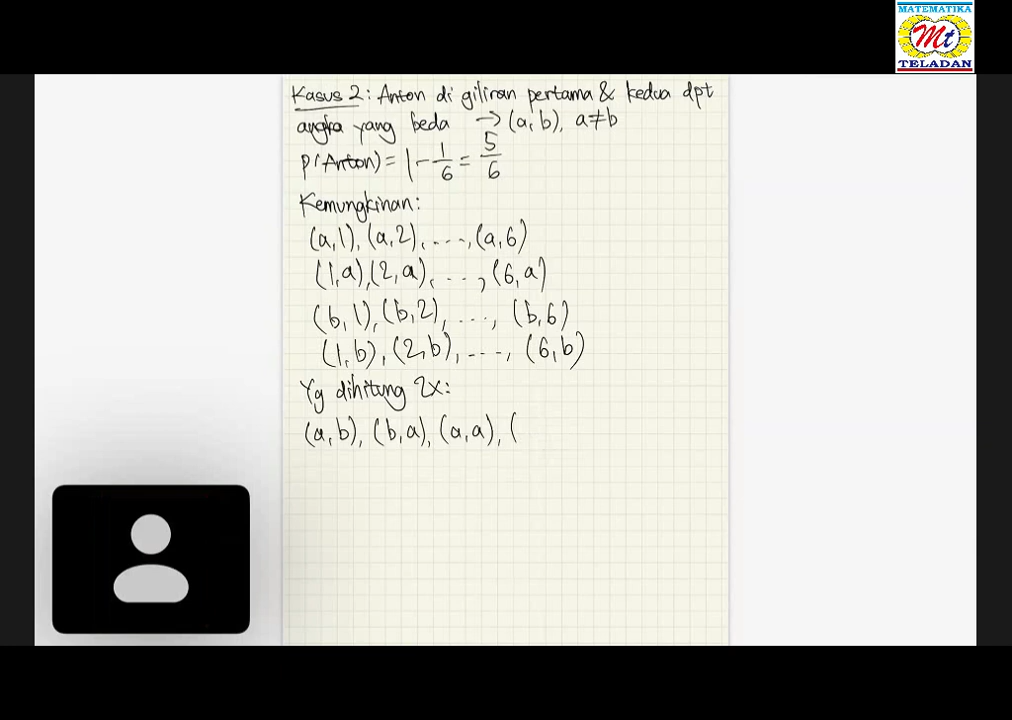 MATEMATIKA
Mt
TELADAN
Kasus 2: Anton di giliran pertama & kedua dpt
angka yang beda → (a,b), a≠b
P(Anton) = 1 - 1/6 = 5/6
Kemungkinan:
(a,1), (a,2), ...., (a,6)
(1,a), (2,a), ..., (6,a)
(b,1), (b,2), ...., (b,6)
(1,b), (2,b), ...., (6,b)
Yg dihitung 2x:
(a,b), (b,a), (a,a), (